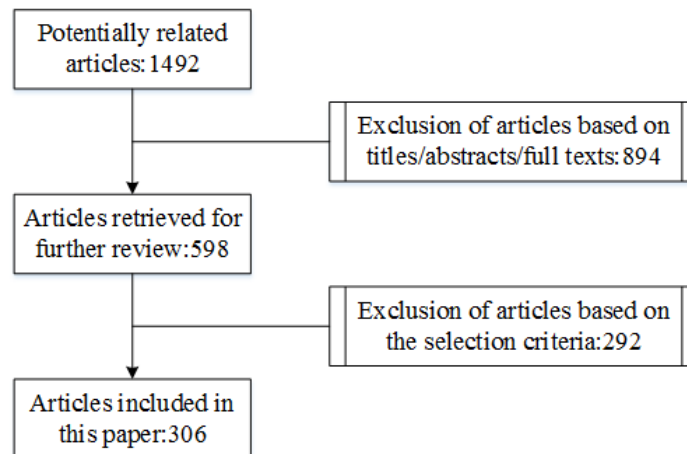 Potentially related
articles:1492
Exclusion of articles based on
titles/abstracts/full texts:894
Articles retrieved for
further review:598
Exclusion of articles based on
the selection criteria:292
Articles included in
this paper:306